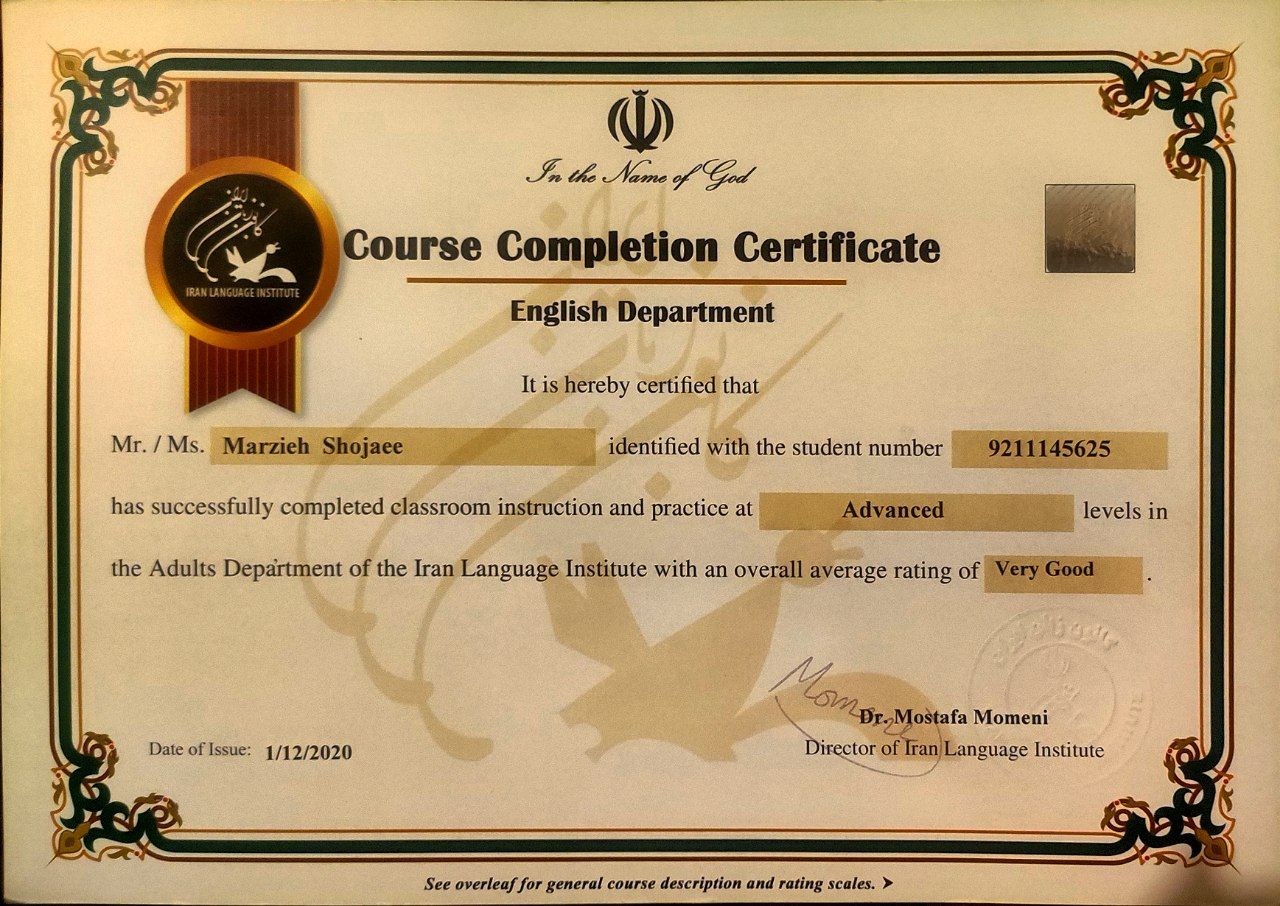 In the Name of God
کانون زبان ایران
IRAN LANGUAGE INSTITUTE
Course Completion Certificate
English Department
It is hereby certified that
Mr. / Ms. Marzieh Shojaee identified with the student number 9211145625
has successfully completed classroom instruction and practice at Advanced levels in
the Adults Department of the Iran Language Institute with an overall average rating of Very Good .
Momeni
Dr. Mostafa Momeni
Date of Issue: 1/12/2020 Director of Iran Language Institute
See overleaf for general course description and rating scales. ➤